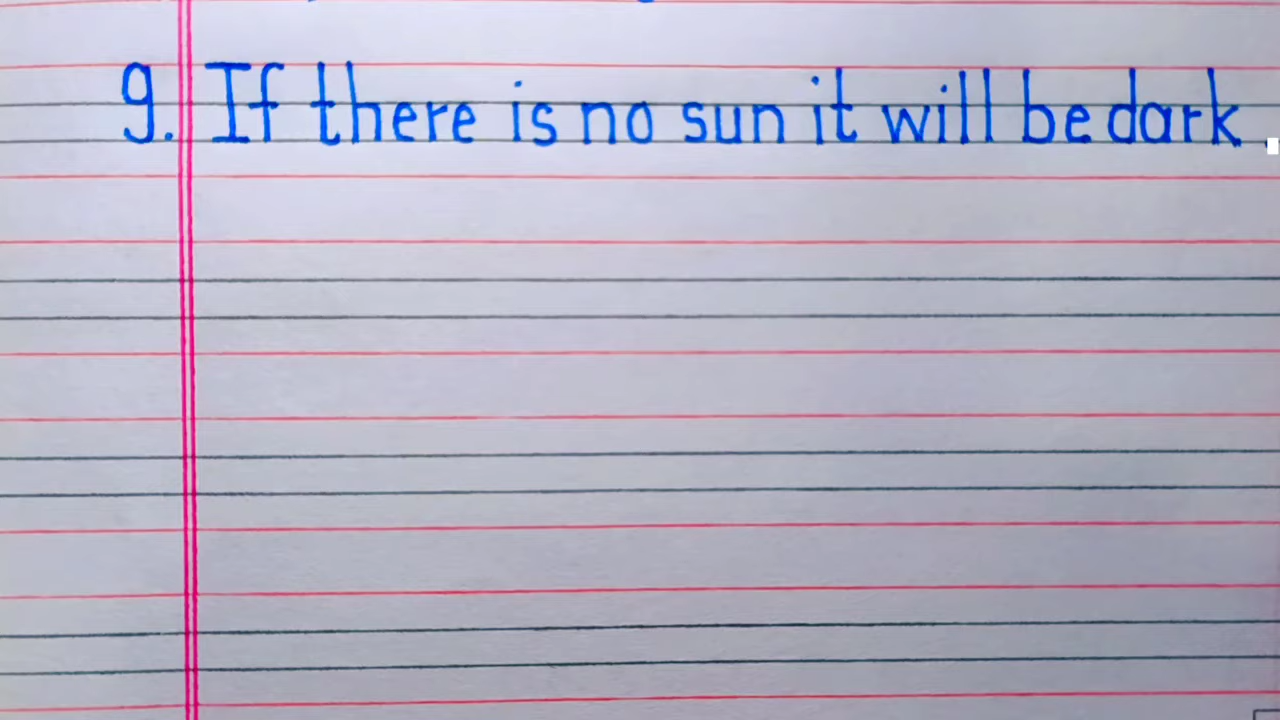 9. If there is no sun it will be dark.